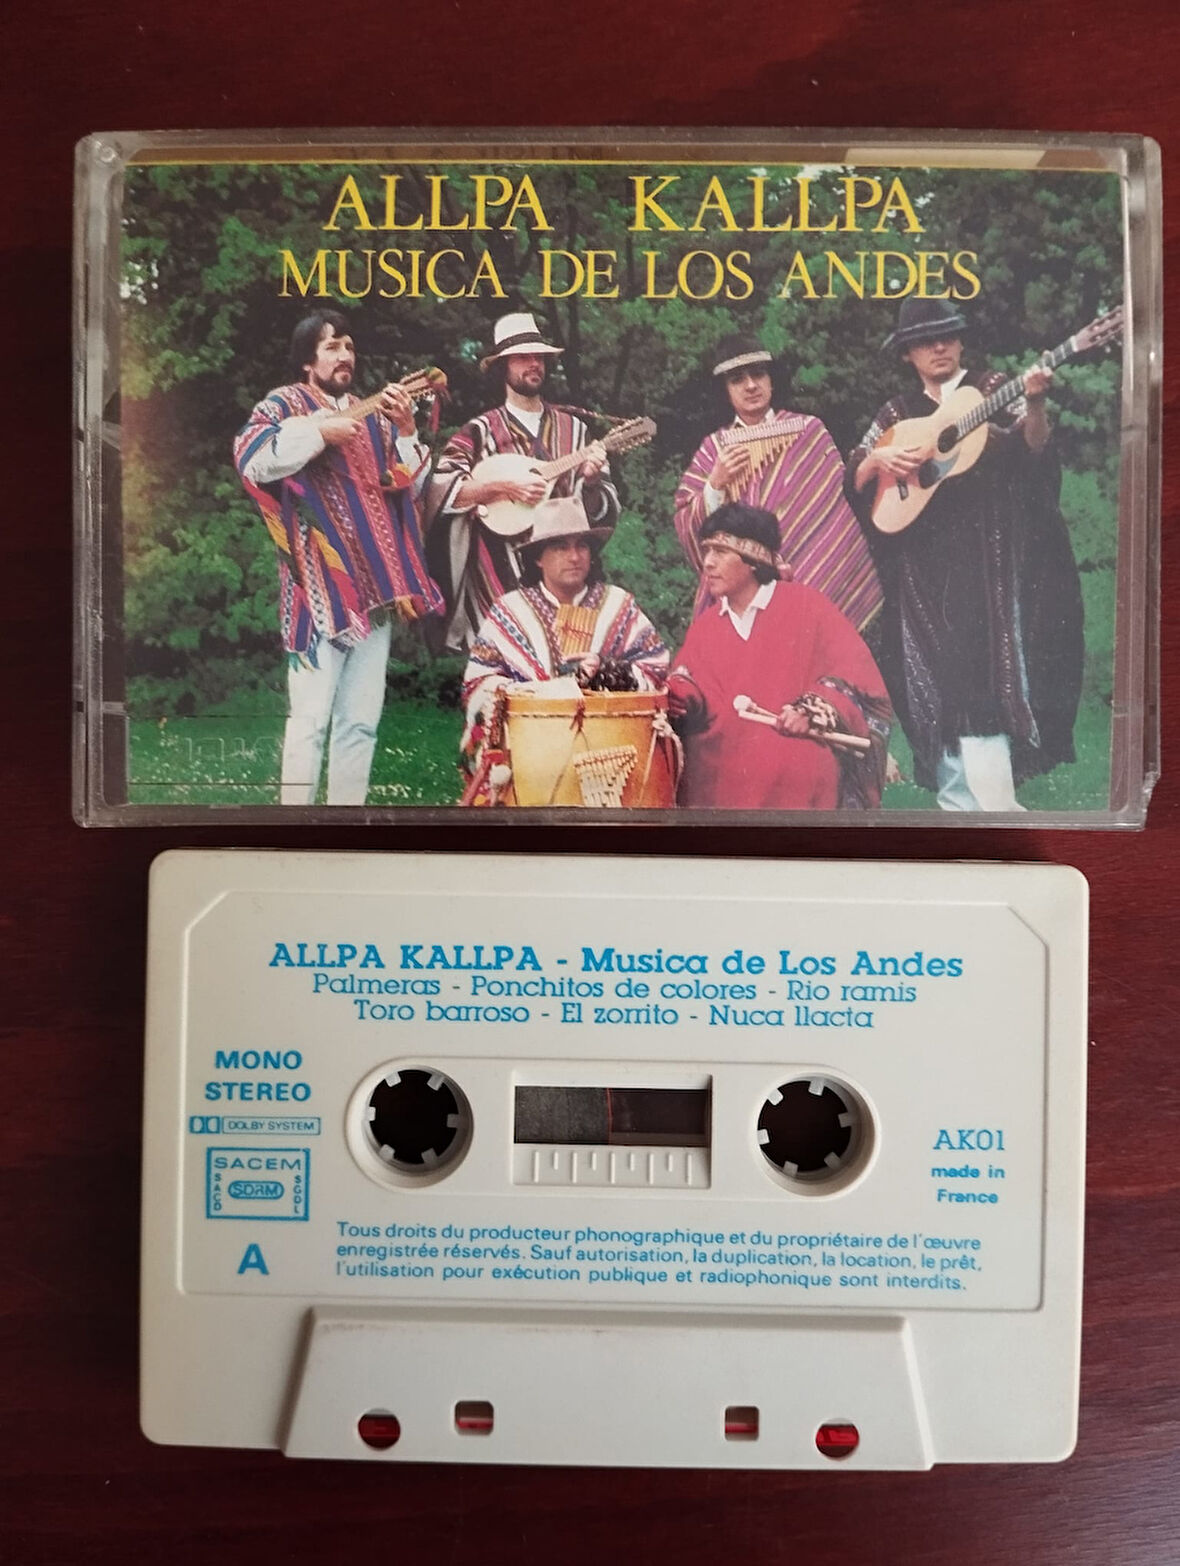 ALLPA KALLPA
MUSICA DE LOS ANDES
ALLPA KALLPA - Musica de Los Andes
Palmeras - Ponchitos de colores - Rio ramis
Toro barroso - El zorrito - Nuca llacta
MONO
STEREO
DOLBY SYSTEM
SACEM
SACD
SDRM
SGDL
A
AK01
made in
France
Tous droits du producteur phonographique et du propriétaire de l'œuvre
enregistrée réservés. Sauf autorisation, la duplication, la location, le prêt,
l'utilisation pour exécution publique et radiophonique sont interdits.